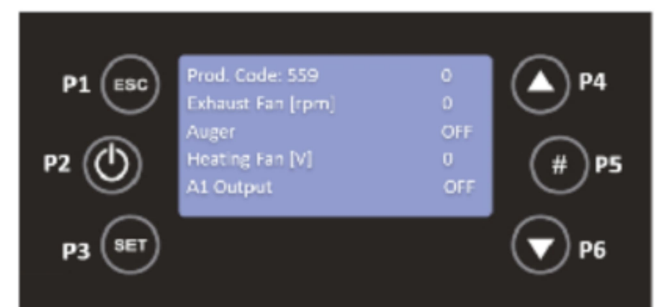 P1 ESC
P2
P3 SET
Prod. Code: 559 0
Exhaust Fan [rpm] 0
Auger OFF
Heating Fan [V] 0
A1 Output OFF
P4
# P5
P6